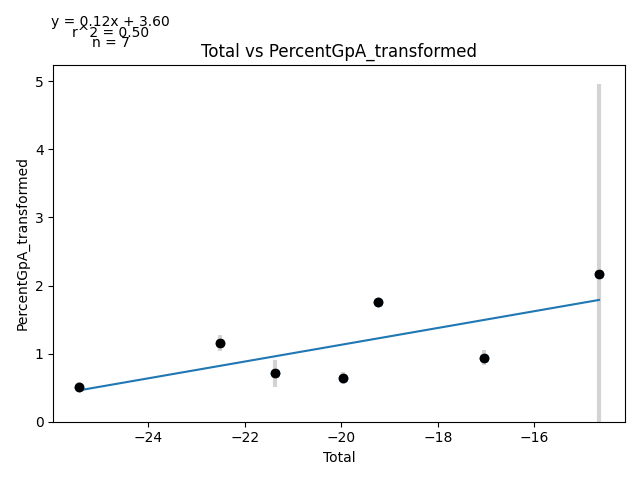 y = 0.12x + 3.60
r^2 = 0.50
n = 7
Total vs PercentGpA_transformed
PercentGpA_transformed
5
4
3
2
1
0
−24
−22
−20
−18
−16
Total